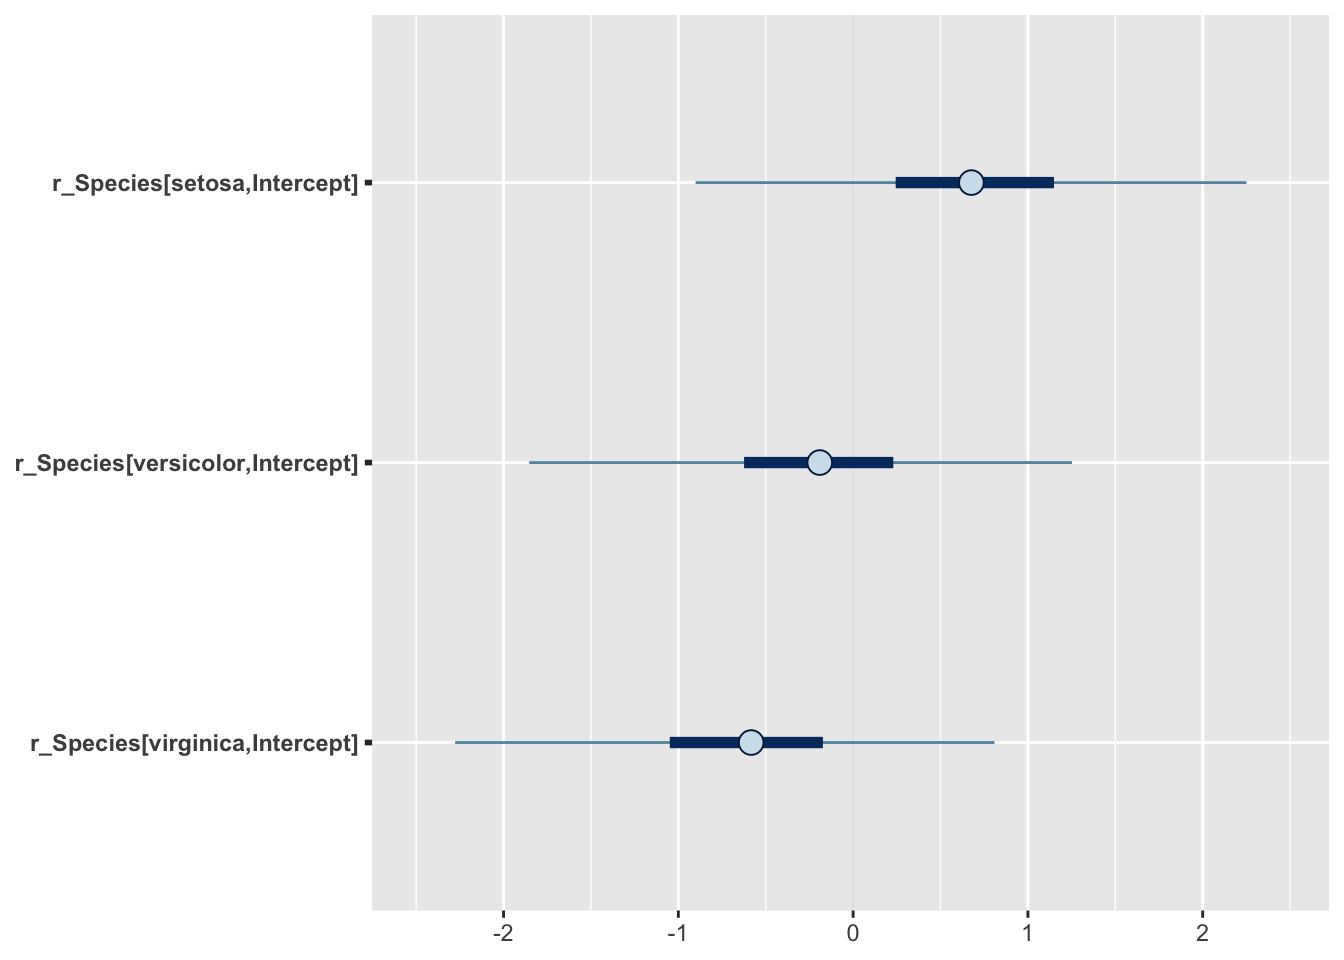 r_Species[setosa,Intercept]
r_Species[versicolor,Intercept]
r_Species[virginica,Intercept]
-2 -1 0 1 2